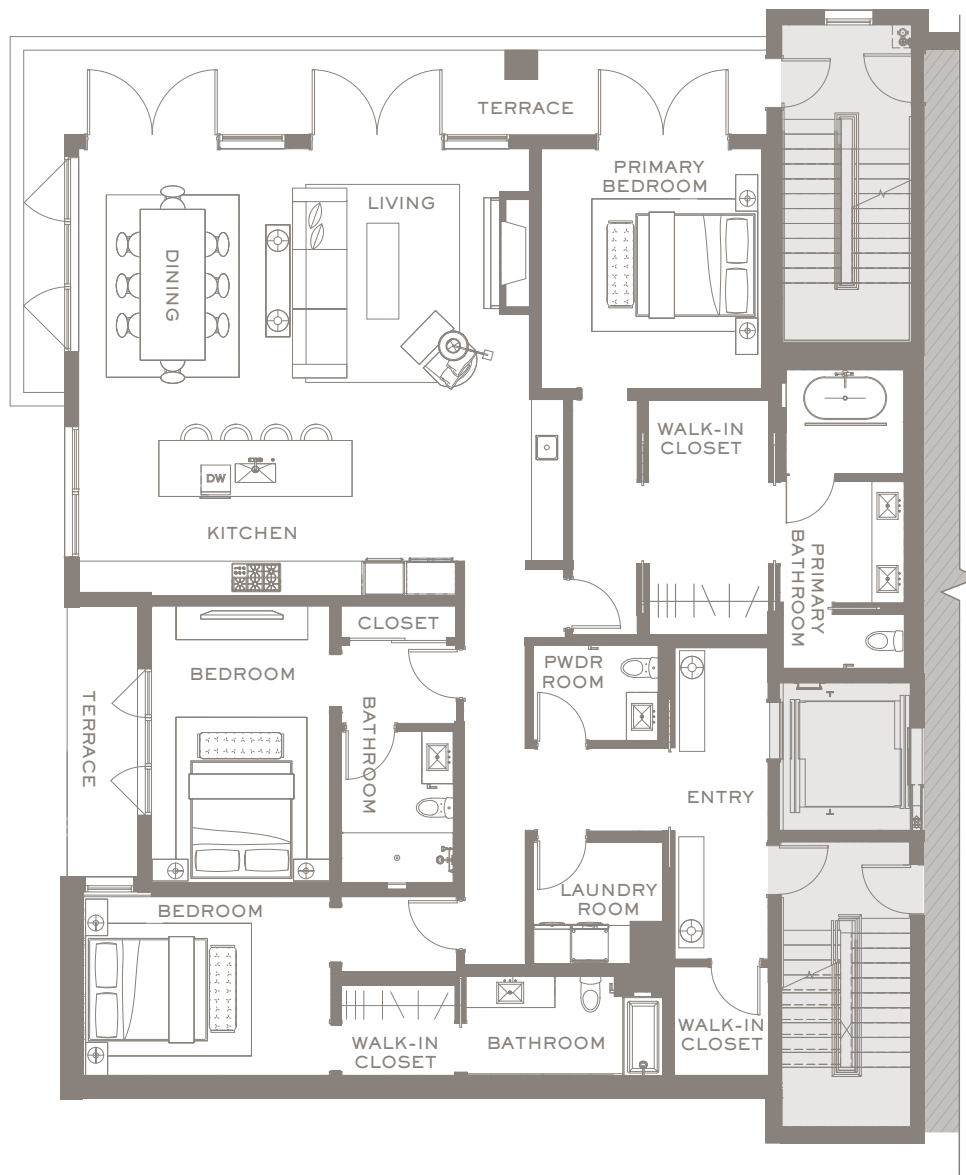 TERRACE
PRIMARY
BEDROOM
LIVING
DINING
WALK-IN
CLOSET
DW
KITCHEN
PRIMARY
BATHROOM
CLOSET
BEDROOM
PWDR
ROOM
TERRACE
BATHROOM
ENTRY
LAUNDRY
ROOM
BEDROOM
WALK-IN
CLOSET
BATHROOM
WALK-IN
CLOSET